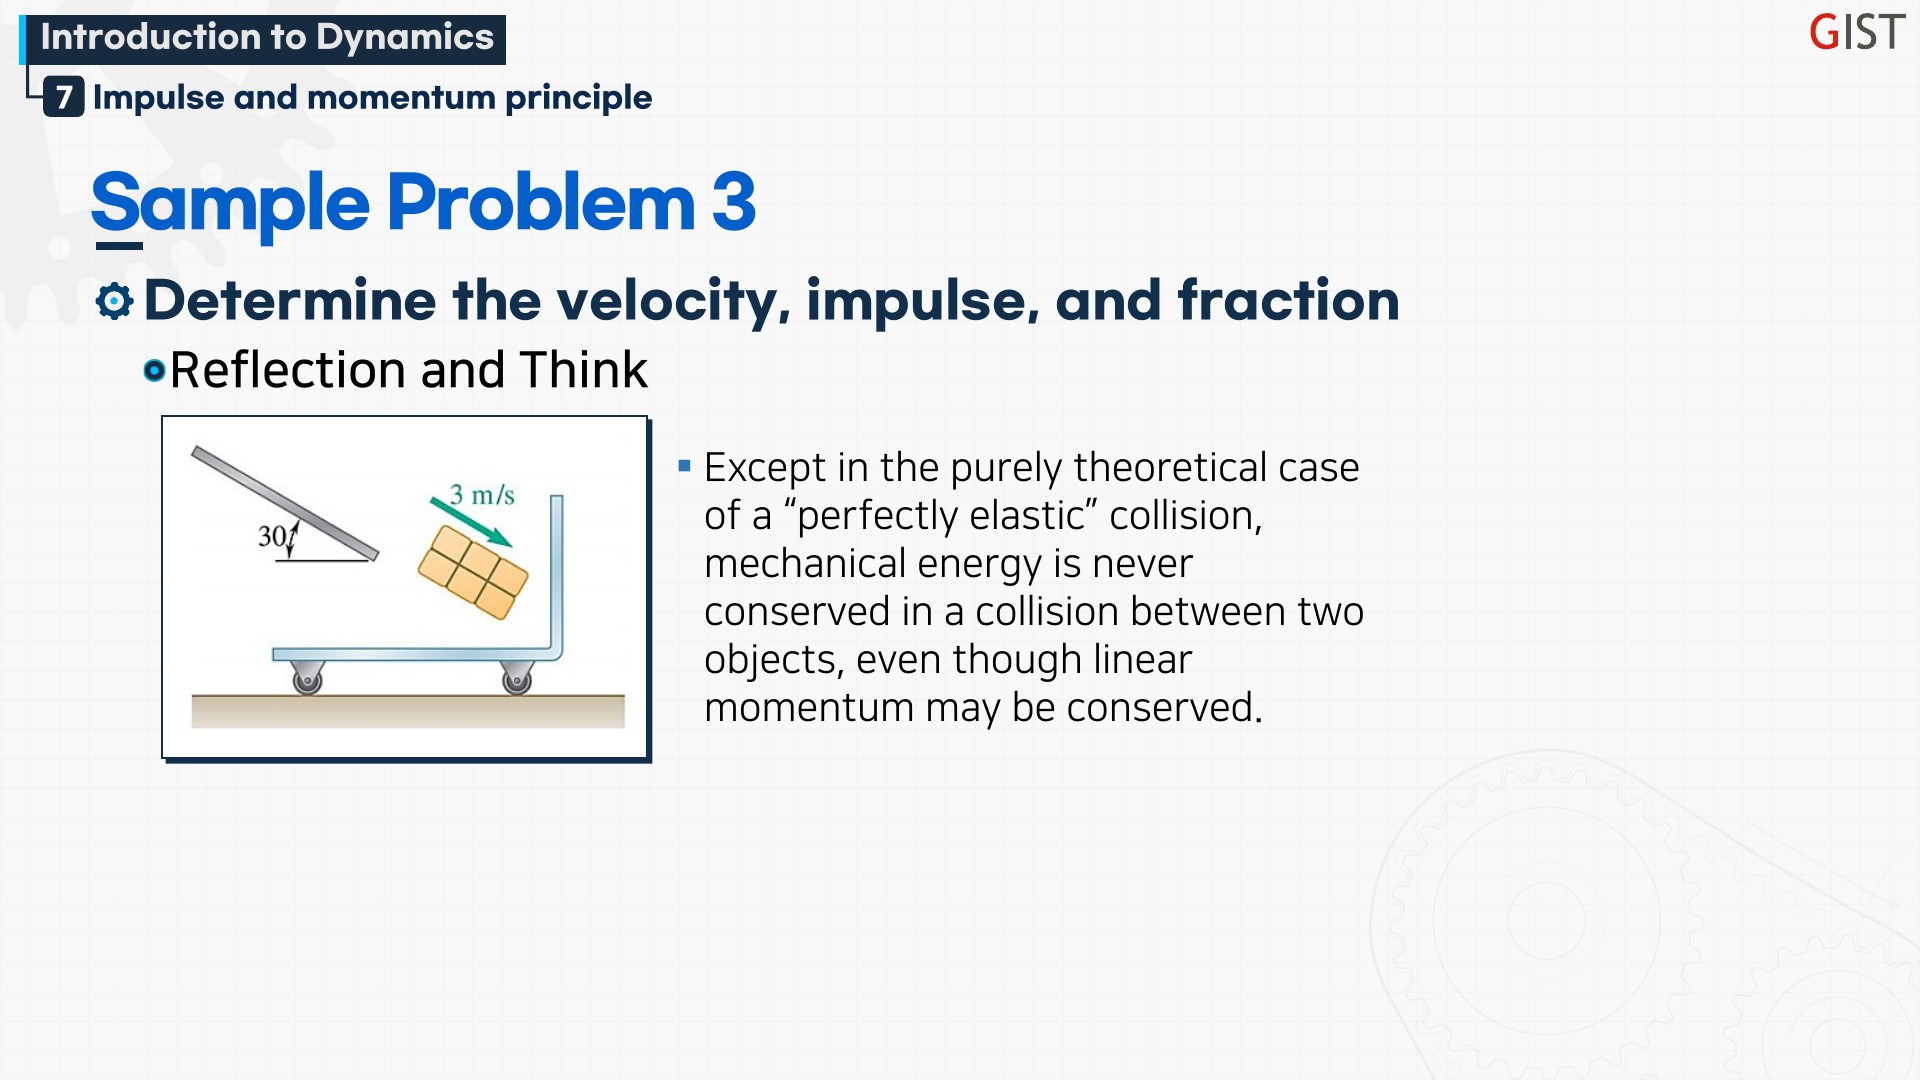 Introduction to Dynamics
GIST
7 Impulse and momentum principle
Sample Problem 3
Determine the velocity, impulse, and fraction
Reflection and Think
3 m/s
30
Except in the purely theoretical case
of a “perfectly elastic” collision,
mechanical energy is never
conserved in a collision between two
objects, even though linear
momentum may be conserved.